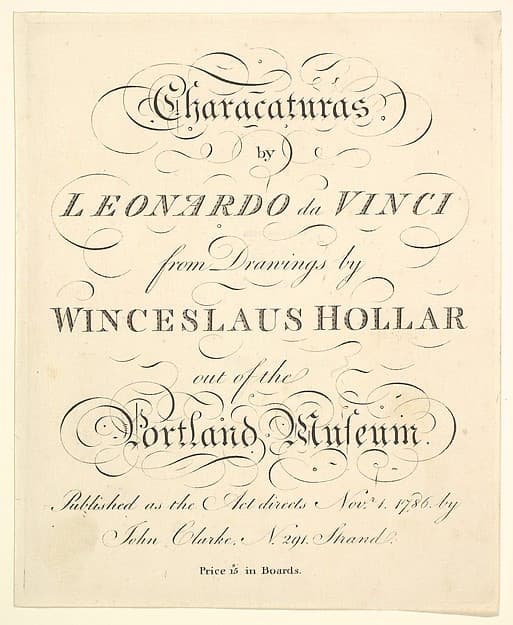 Characaturas
by
LEONARDO da VINCI
from Drawings by
WINCESLAUS HOLLAR
out of the
Portland Muſeum.
Published as the Act directs Novr. 1. 1786. by
John Clarke. No. 291. Strand.
Price 15s in Boards.